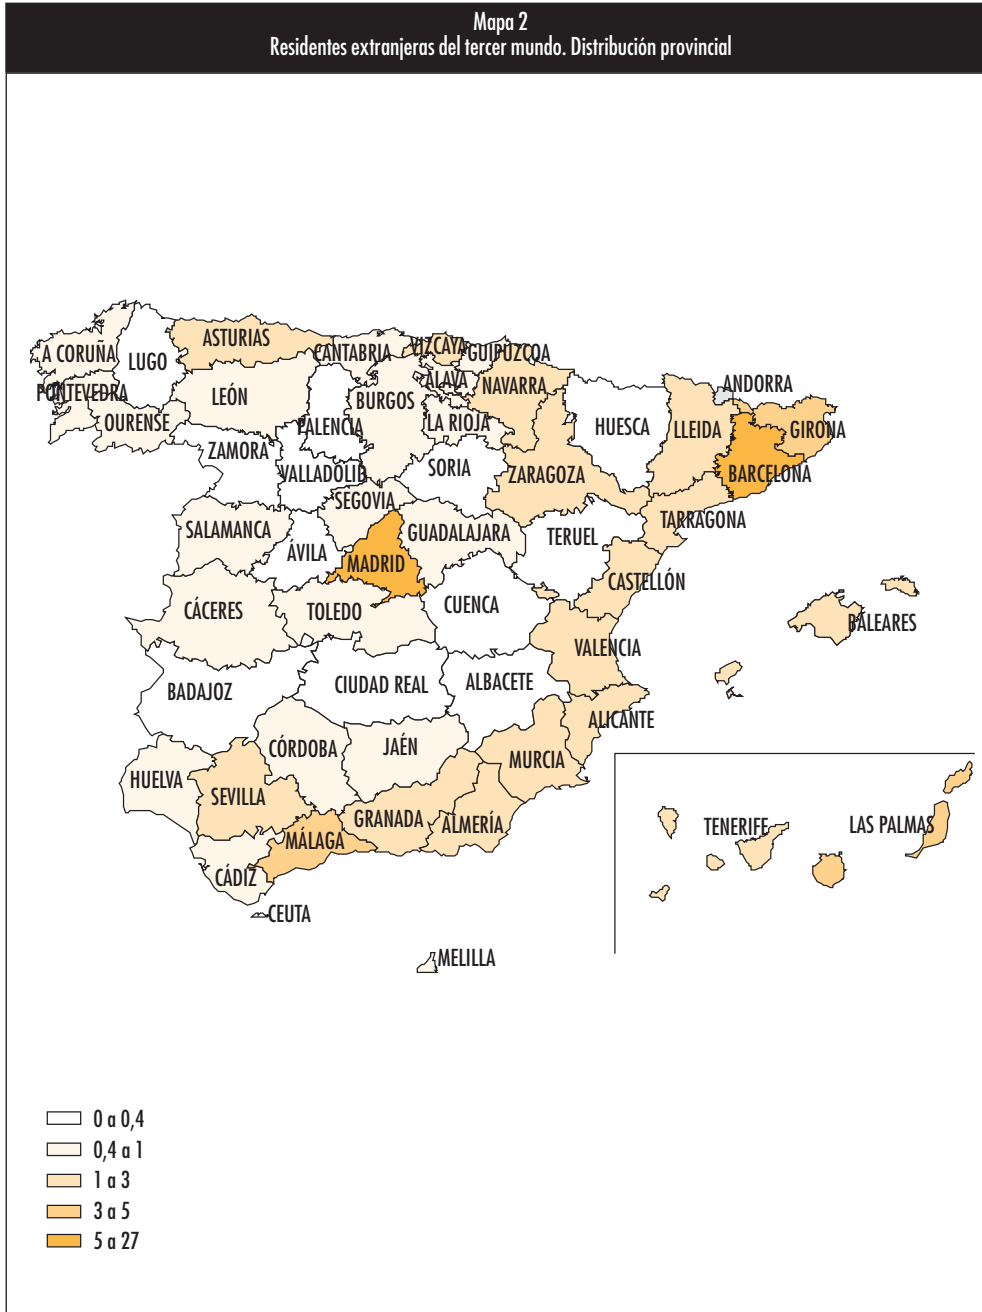 Mapa 2
Residentes extranjeras del tercer mundo. Distribución provincial
ASTURIAS
A CORUÑA
LUGO
CANTABRIA
VIZCAYA
GUIPÚZCOA
ÁLAVA
NAVARRA
ANDORRA
PONTEVEDRA
LEÓN
BURGOS
OURENSE
PALENCIA
LA RIOJA
HUESCA
LLEIDA
GIRONA
ZAMORA
VALLADOLID
SORIA
ZARAGOZA
BARCELONA
SEGOVIA
SALAMANCA
GUADALAJARA
TARRAGONA
ÁVILA
MADRID
TERUEL
CASTELLÓN
CÁCERES
TOLEDO
CUENCA
BALEARES
VALENCIA
BADAJOZ
CIUDAD REAL
ALBACETE
ALICANTE
CÓRDOBA
JAÉN
MURCIA
HUELVA
SEVILLA
GRANADA
ALMERÍA
TENERIFE
LAS PALMAS
MÁLAGA
CÁDIZ
CEUTA
MELILLA
0 a 0,4
0,4 a 1
1 a 3
3 a 5
5 a 27